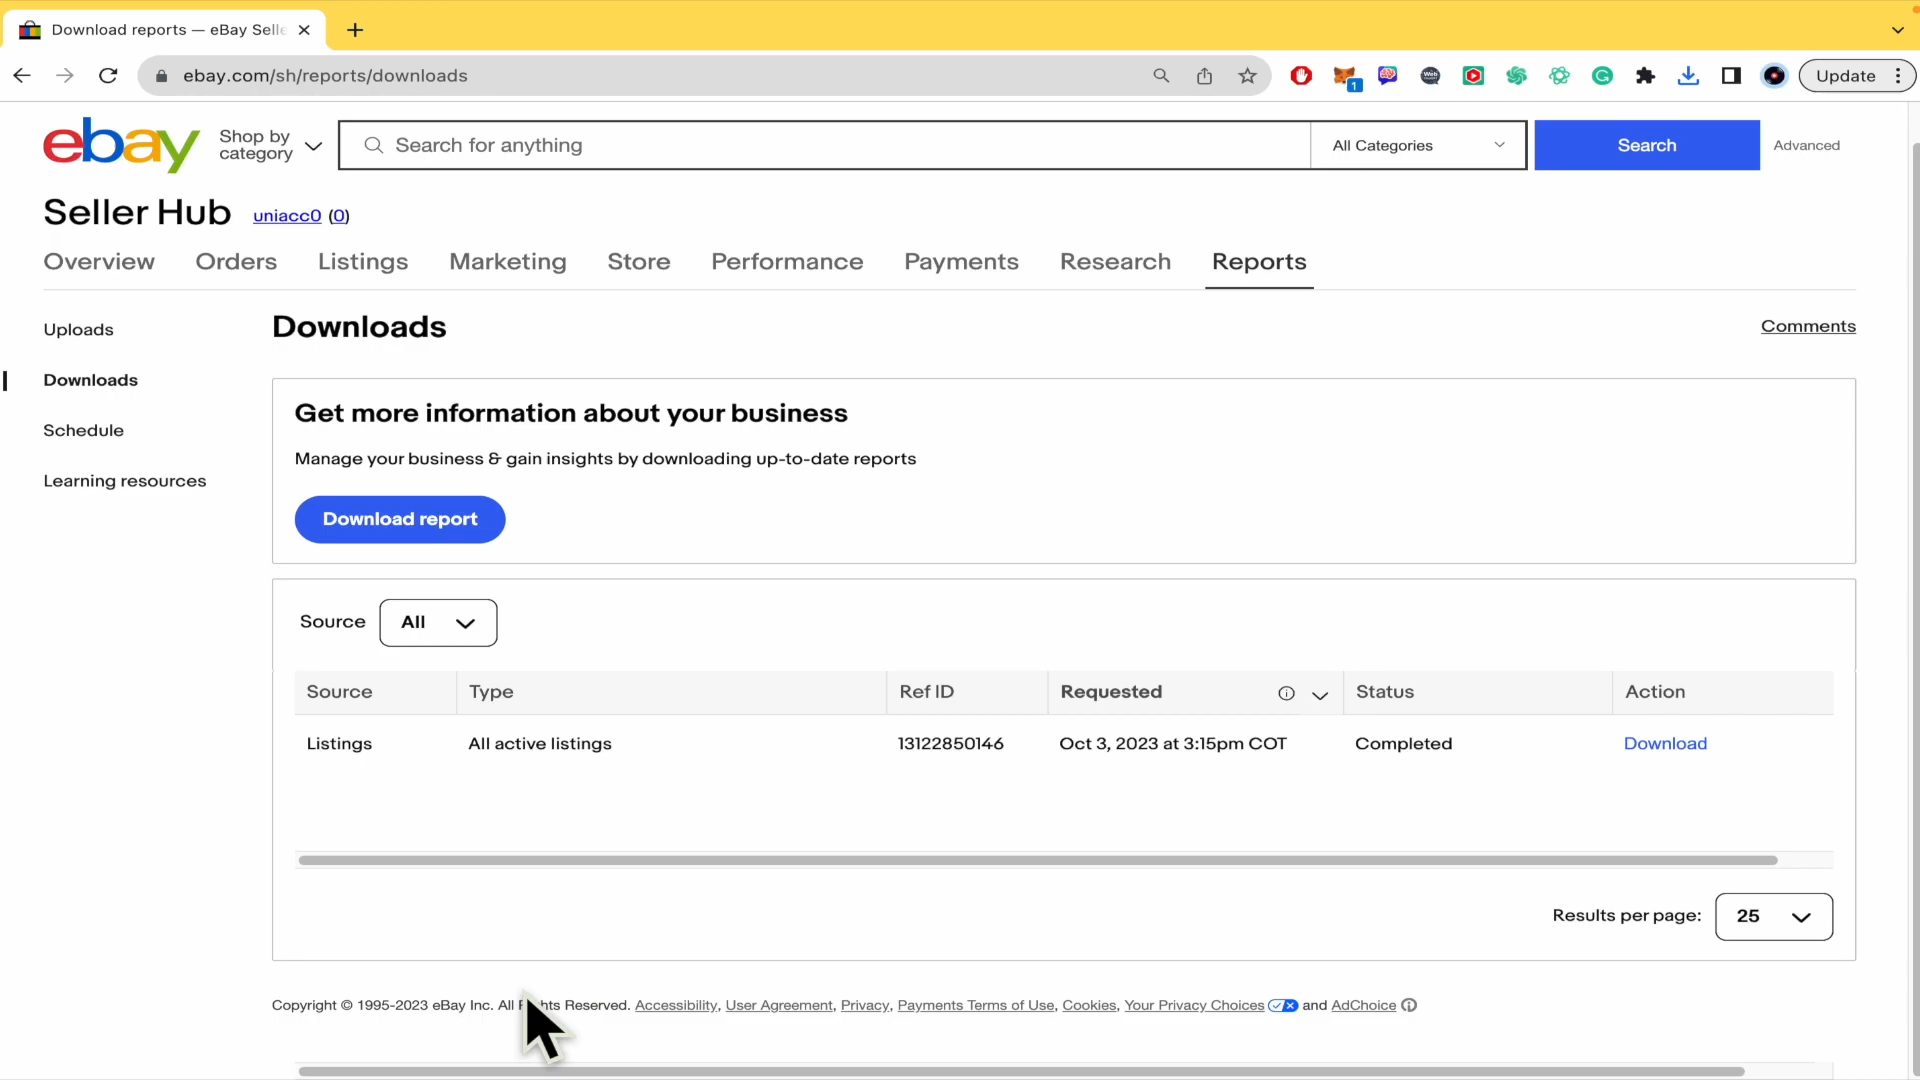 Download reports — eBay Selle
ebay.com/sh/reports/downloads
1
Web
Update
ebay
Shop by
category
Search for anything
All Categories
Search
Advanced
Seller Hub
uniacc0 (0)
Overview
Orders
Listings
Marketing
Store
Performance
Payments
Research
Reports
Uploads
Downloads
Schedule
Learning resources
Downloads
Comments
Get more information about your business
Manage your business & gain insights by downloading up-to-date reports
Download report
Source
All
Source Type Ref ID Requested Status Action
Listings All active listings 13122850146 Oct 3, 2023 at 3:15pm COT Completed Download
Results per page:
25
Copyright © 1995-2023 eBay Inc. All Reserved. Accessibility, User Agreement, Privacy, Payments Terms of Use, Cookies, Your Privacy Choices and AdChoice